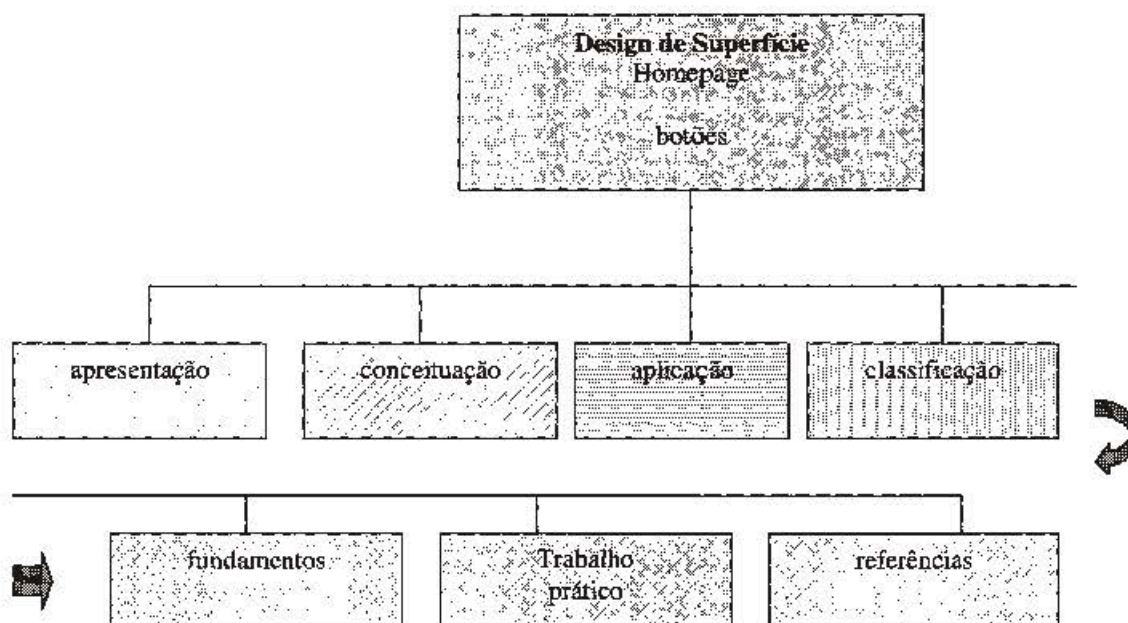 Design de Superfície
Homepage
botões
apresentação
conceituação
aplicação
classificação
fundamentos
Trabalho
prático
referências